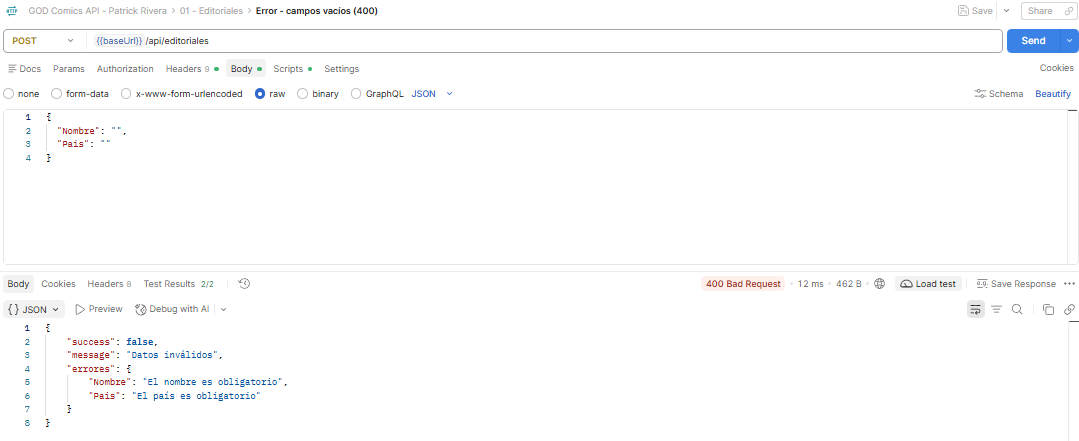 HTTP GOD Comics API - Patrick Rivera > 01 - Editoriales > Error - campos vacíos (400) Save Share
POST {{baseUrl}} /api/editoriales Send
Docs Params Authorization Headers 9 Body Scripts Settings Cookies
none form-data x-www-form-urlencoded raw binary GraphQL JSON Schema Beautify
1 {
2 "Nombre": "",
3 "Pais": ""
4 }
Body Cookies Headers 8 Test Results 2/2 400 Bad Request • 12 ms • 462 B • Load test Save Response
{} JSON Preview Debug with AI
1 {
2 "success": false,
3 "message": "Datos inválidos",
4 "errores": {
5 "Nombre": "El nombre es obligatorio",
6 "Pais": "El país es obligatorio"
7 }
8 }